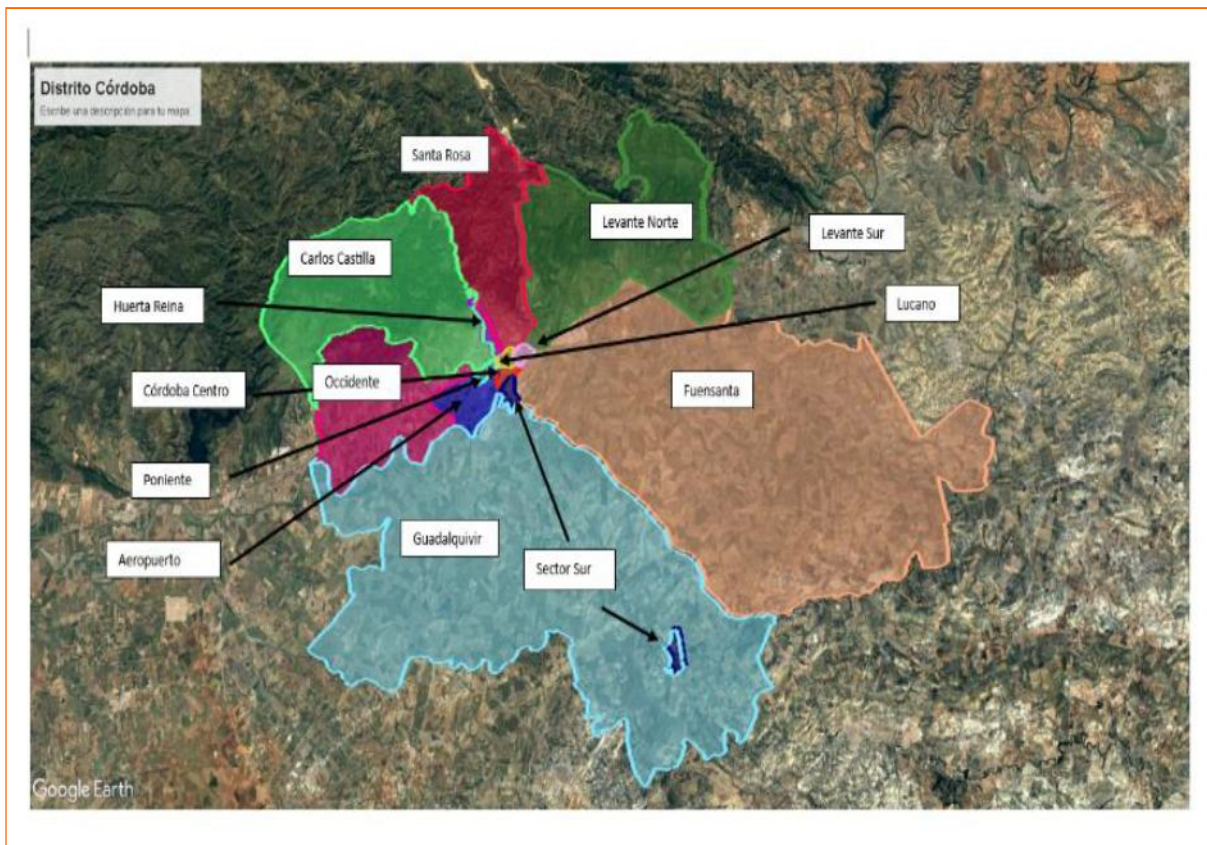 Distrito Córdoba
Escribe una descripción para tu mapa.
Santa Rosa
Levante Norte
Levante Sur
Carlos Castilla
Huerta Reina
Lucano
Córdoba Centro
Occidente
Fuensanta
Poniente
Guadalquivir
Aeropuerto
Sector Sur
Google Earth